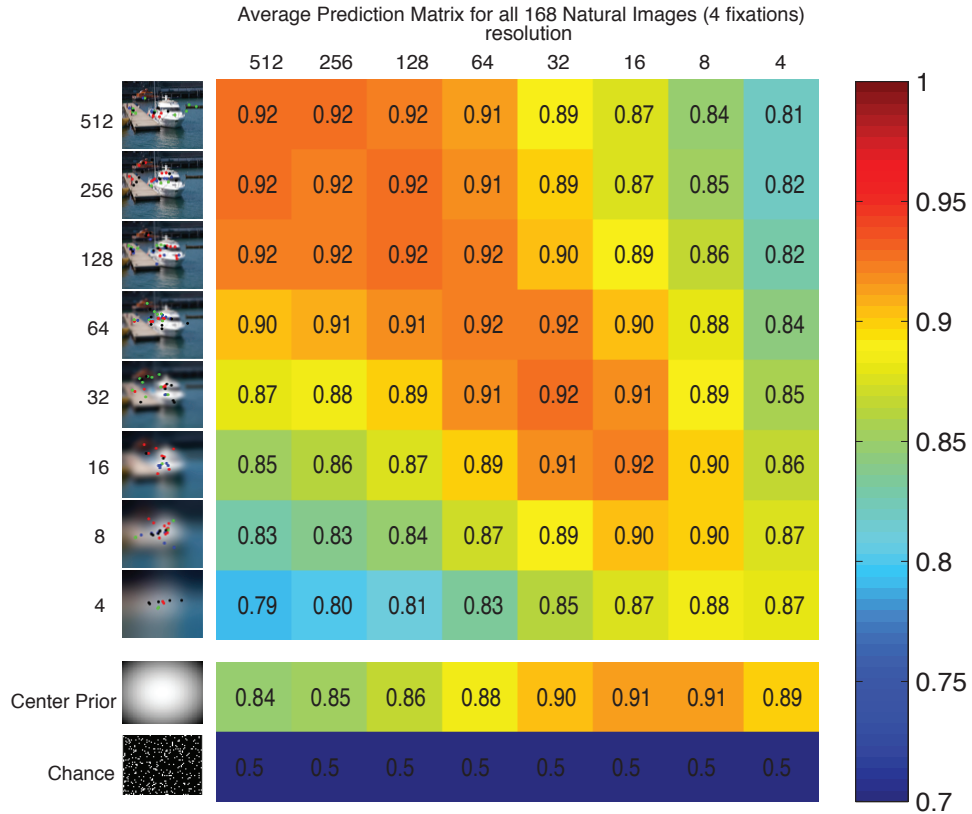 Average Prediction Matrix for all 168 Natural Images (4 fixations)
resolution
512 256 128 64 32 16 8 4
512 0.92 0.92 0.92 0.91 0.89 0.87 0.84 0.81
256 0.92 0.92 0.92 0.91 0.89 0.87 0.85 0.82
128 0.92 0.92 0.92 0.92 0.90 0.89 0.86 0.82
64 0.90 0.91 0.91 0.92 0.92 0.90 0.88 0.84
32 0.87 0.88 0.89 0.91 0.92 0.91 0.89 0.85
16 0.85 0.86 0.87 0.89 0.91 0.92 0.90 0.86
8 0.83 0.83 0.84 0.87 0.89 0.90 0.90 0.87
4 0.79 0.80 0.81 0.83 0.85 0.87 0.88 0.87
Center Prior 0.84 0.85 0.86 0.88 0.90 0.91 0.91 0.89
Chance 0.5 0.5 0.5 0.5 0.5 0.5 0.5 0.5
1
0.95
0.9
0.85
0.8
0.75
0.7